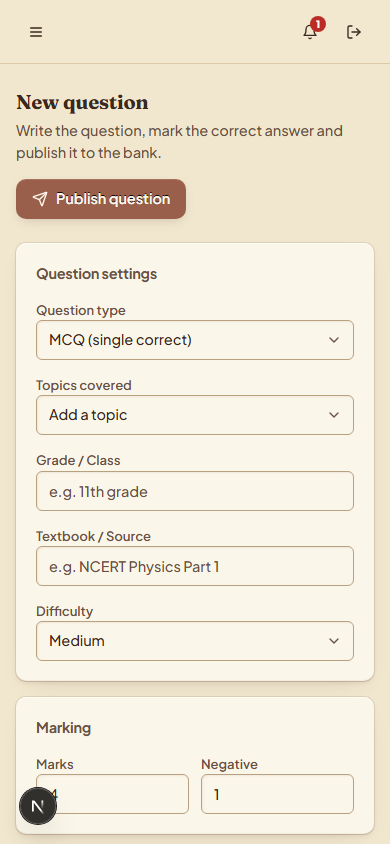 1
New question
Write the question, mark the correct answer and
publish it to the bank.
Publish question
Question settings
Question type
MCQ (single correct)
Topics covered
Add a topic
Grade / Class
e.g. 11th grade
Textbook / Source
e.g. NCERT Physics Part 1
Difficulty
Medium
Marking
Marks
Negative
4
1
N